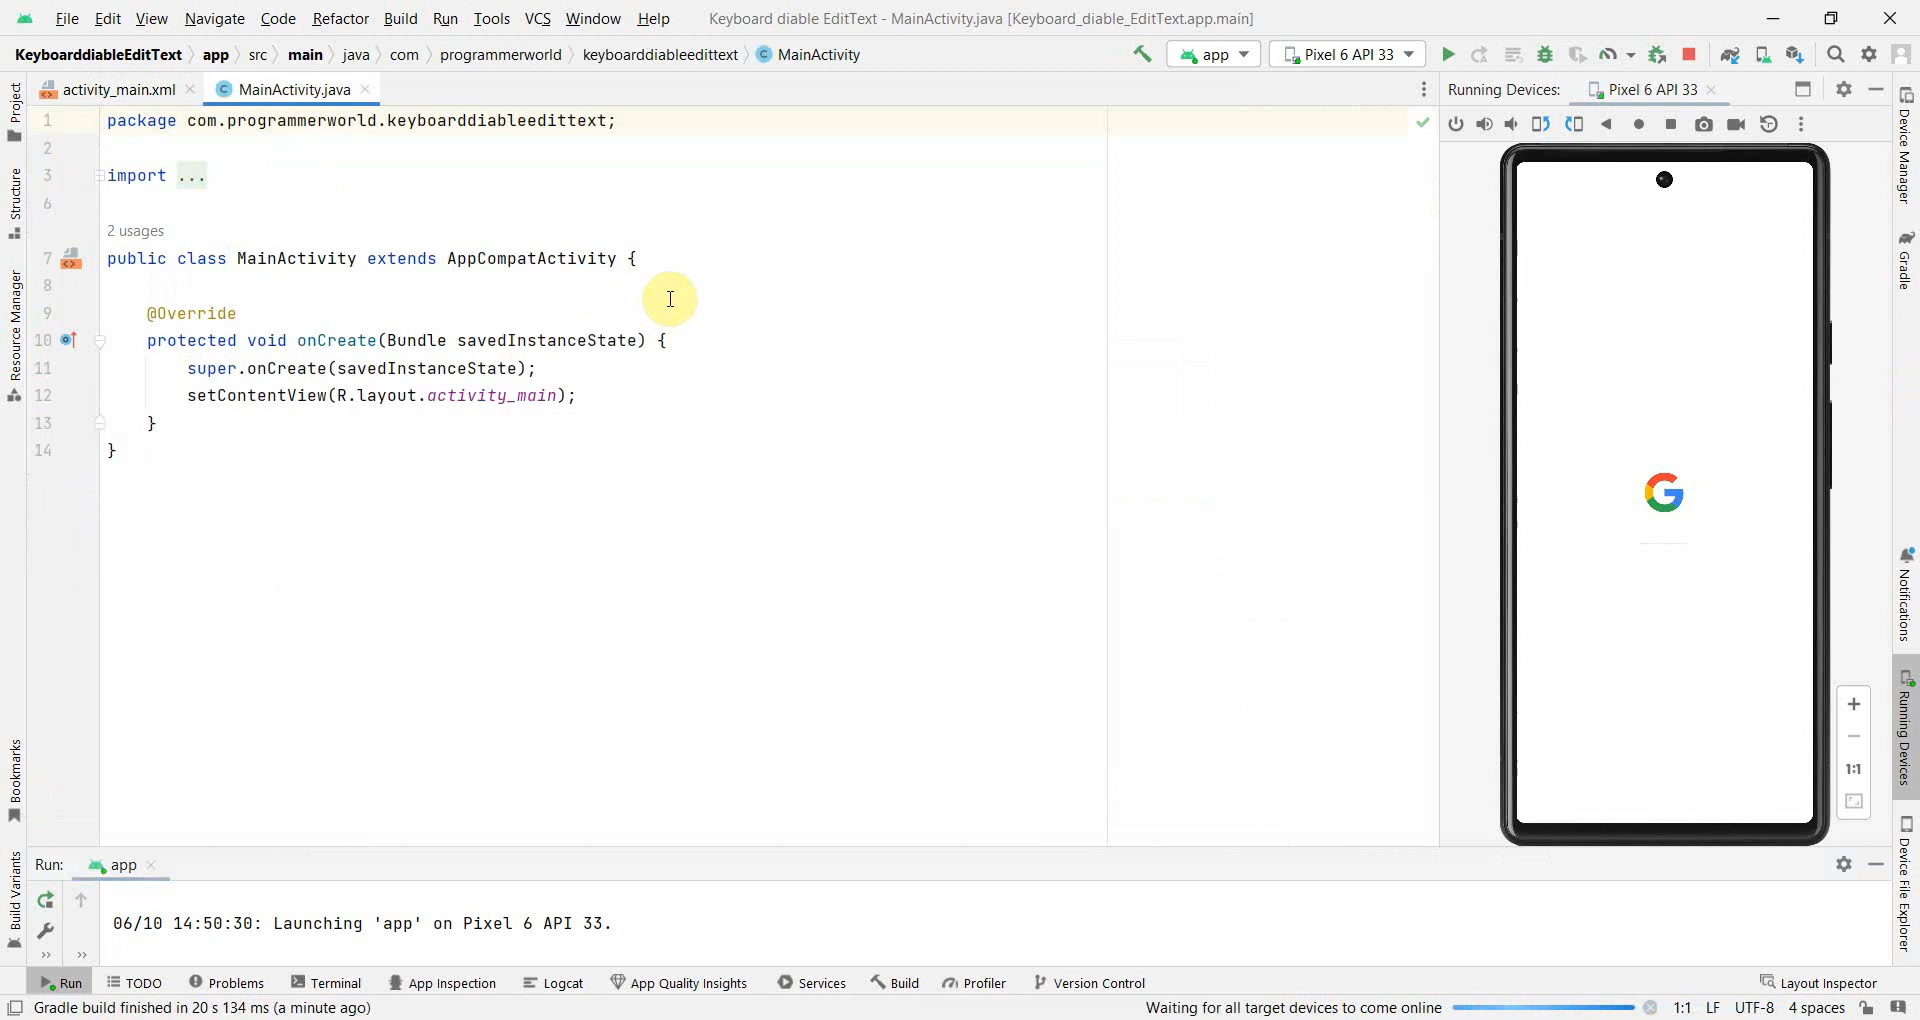 File Edit View Navigate Code Refactor Build Run Tools VCS Window Help Keyboard diable EditText - MainActivity.java [Keyboard_diable_EditText.app.main]
KeyboarddiableEditText app src main java com programmerworld keyboarddiableedittext MainActivity app Pixel 6 API 33
Project
activity_main.xml MainActivity.java Running Devices: Pixel 6 API 33
Device Manager
1 package com.programmerworld.keyboarddiableedittext;
2
3 import ...
6
Structure
2 usages
7 public class MainActivity extends AppCompatActivity {
Gradle
8
9 @Override
Resource Manager
10 protected void onCreate(Bundle savedInstanceState) {
11 super.onCreate(savedInstanceState);
12 setContentView(R.layout.activity_main);
13 }
14 }
G
Notifications
Running Devices
1:1
Bookmarks
Build Variants
Device File Explorer
Run: app
06/10 14:50:30: Launching 'app' on Pixel 6 API 33.
Run TODO Problems Terminal App Inspection Logcat App Quality Insights Services Build Profiler Version Control Layout Inspector
Gradle build finished in 20 s 134 ms (a minute ago) Waiting for all target devices to come online 1:1 LF UTF-8 4 spaces